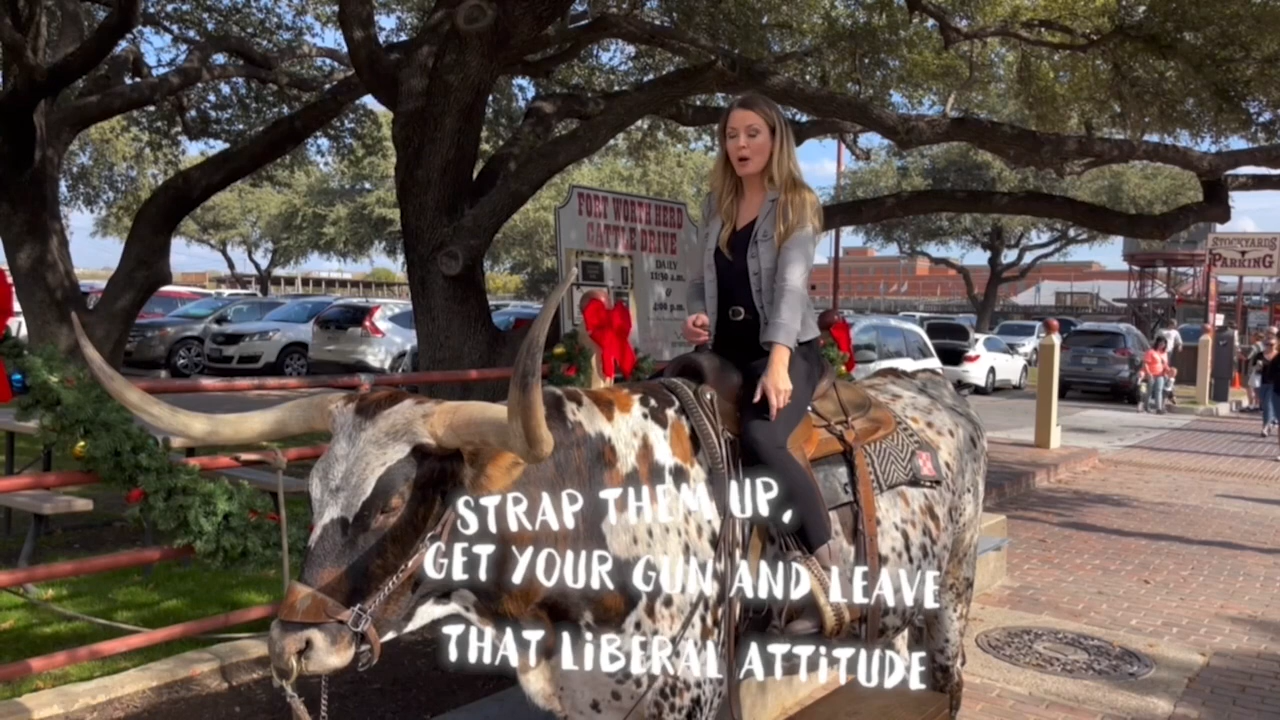 FORT WORTH HERD
CATTLE DRIVE
DAILY
11:30 a.m.
@
4:00 p.m.
STOCKYARDS
PARKING
STRAP THEM UP,
GET YOUR GUN AND LEAVE
THAT LiBERAL ATTiTUDE